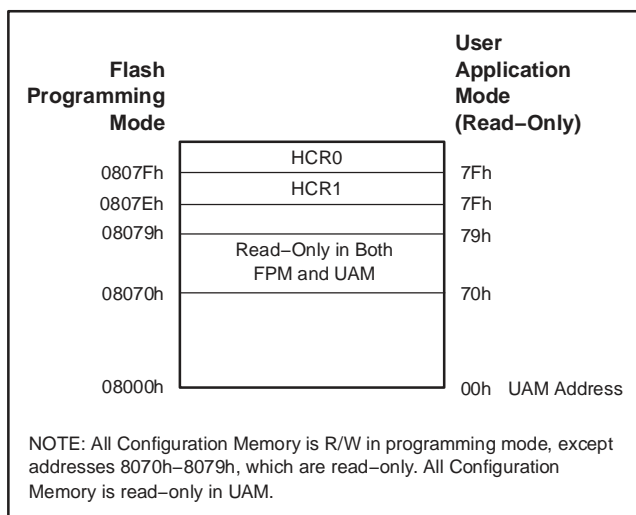 Flash
Programming
Mode
User
Application
Mode
(Read−Only)
HCR0
0807Fh
7Fh
HCR1
0807Eh
7Fh
08079h
79h
Read−Only in Both
FPM and UAM
08070h
70h
08000h
00h UAM Address
NOTE: All Configuration Memory is R/W in programming mode, except
addresses 8070h−8079h, which are read−only. All Configuration
Memory is read−only in UAM.